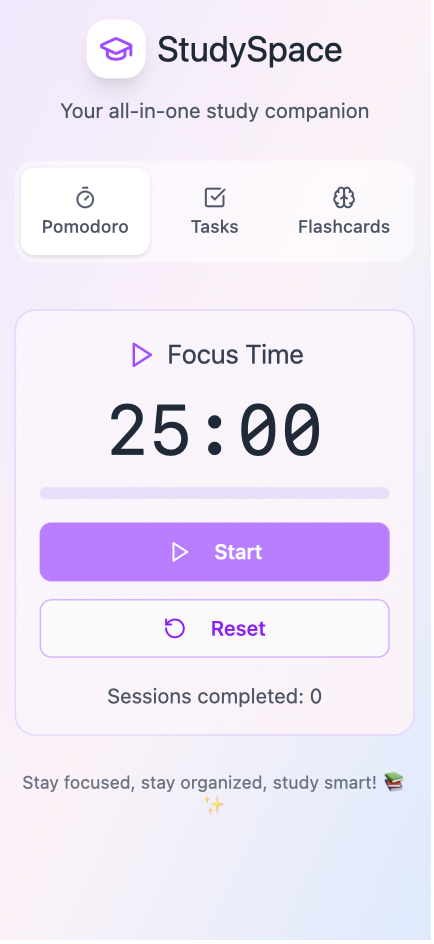 StudySpace
Your all-in-one study companion
Pomodoro
Tasks
Flashcards
Focus Time
25:00
Start
Reset
Sessions completed: 0
Stay focused, stay organized, study smart! 📚
✨